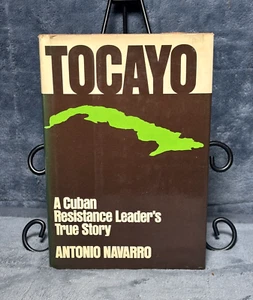 TOCAYO
A Cuban
Resistance Leader's
True Story
ANTONIO NAVARRO